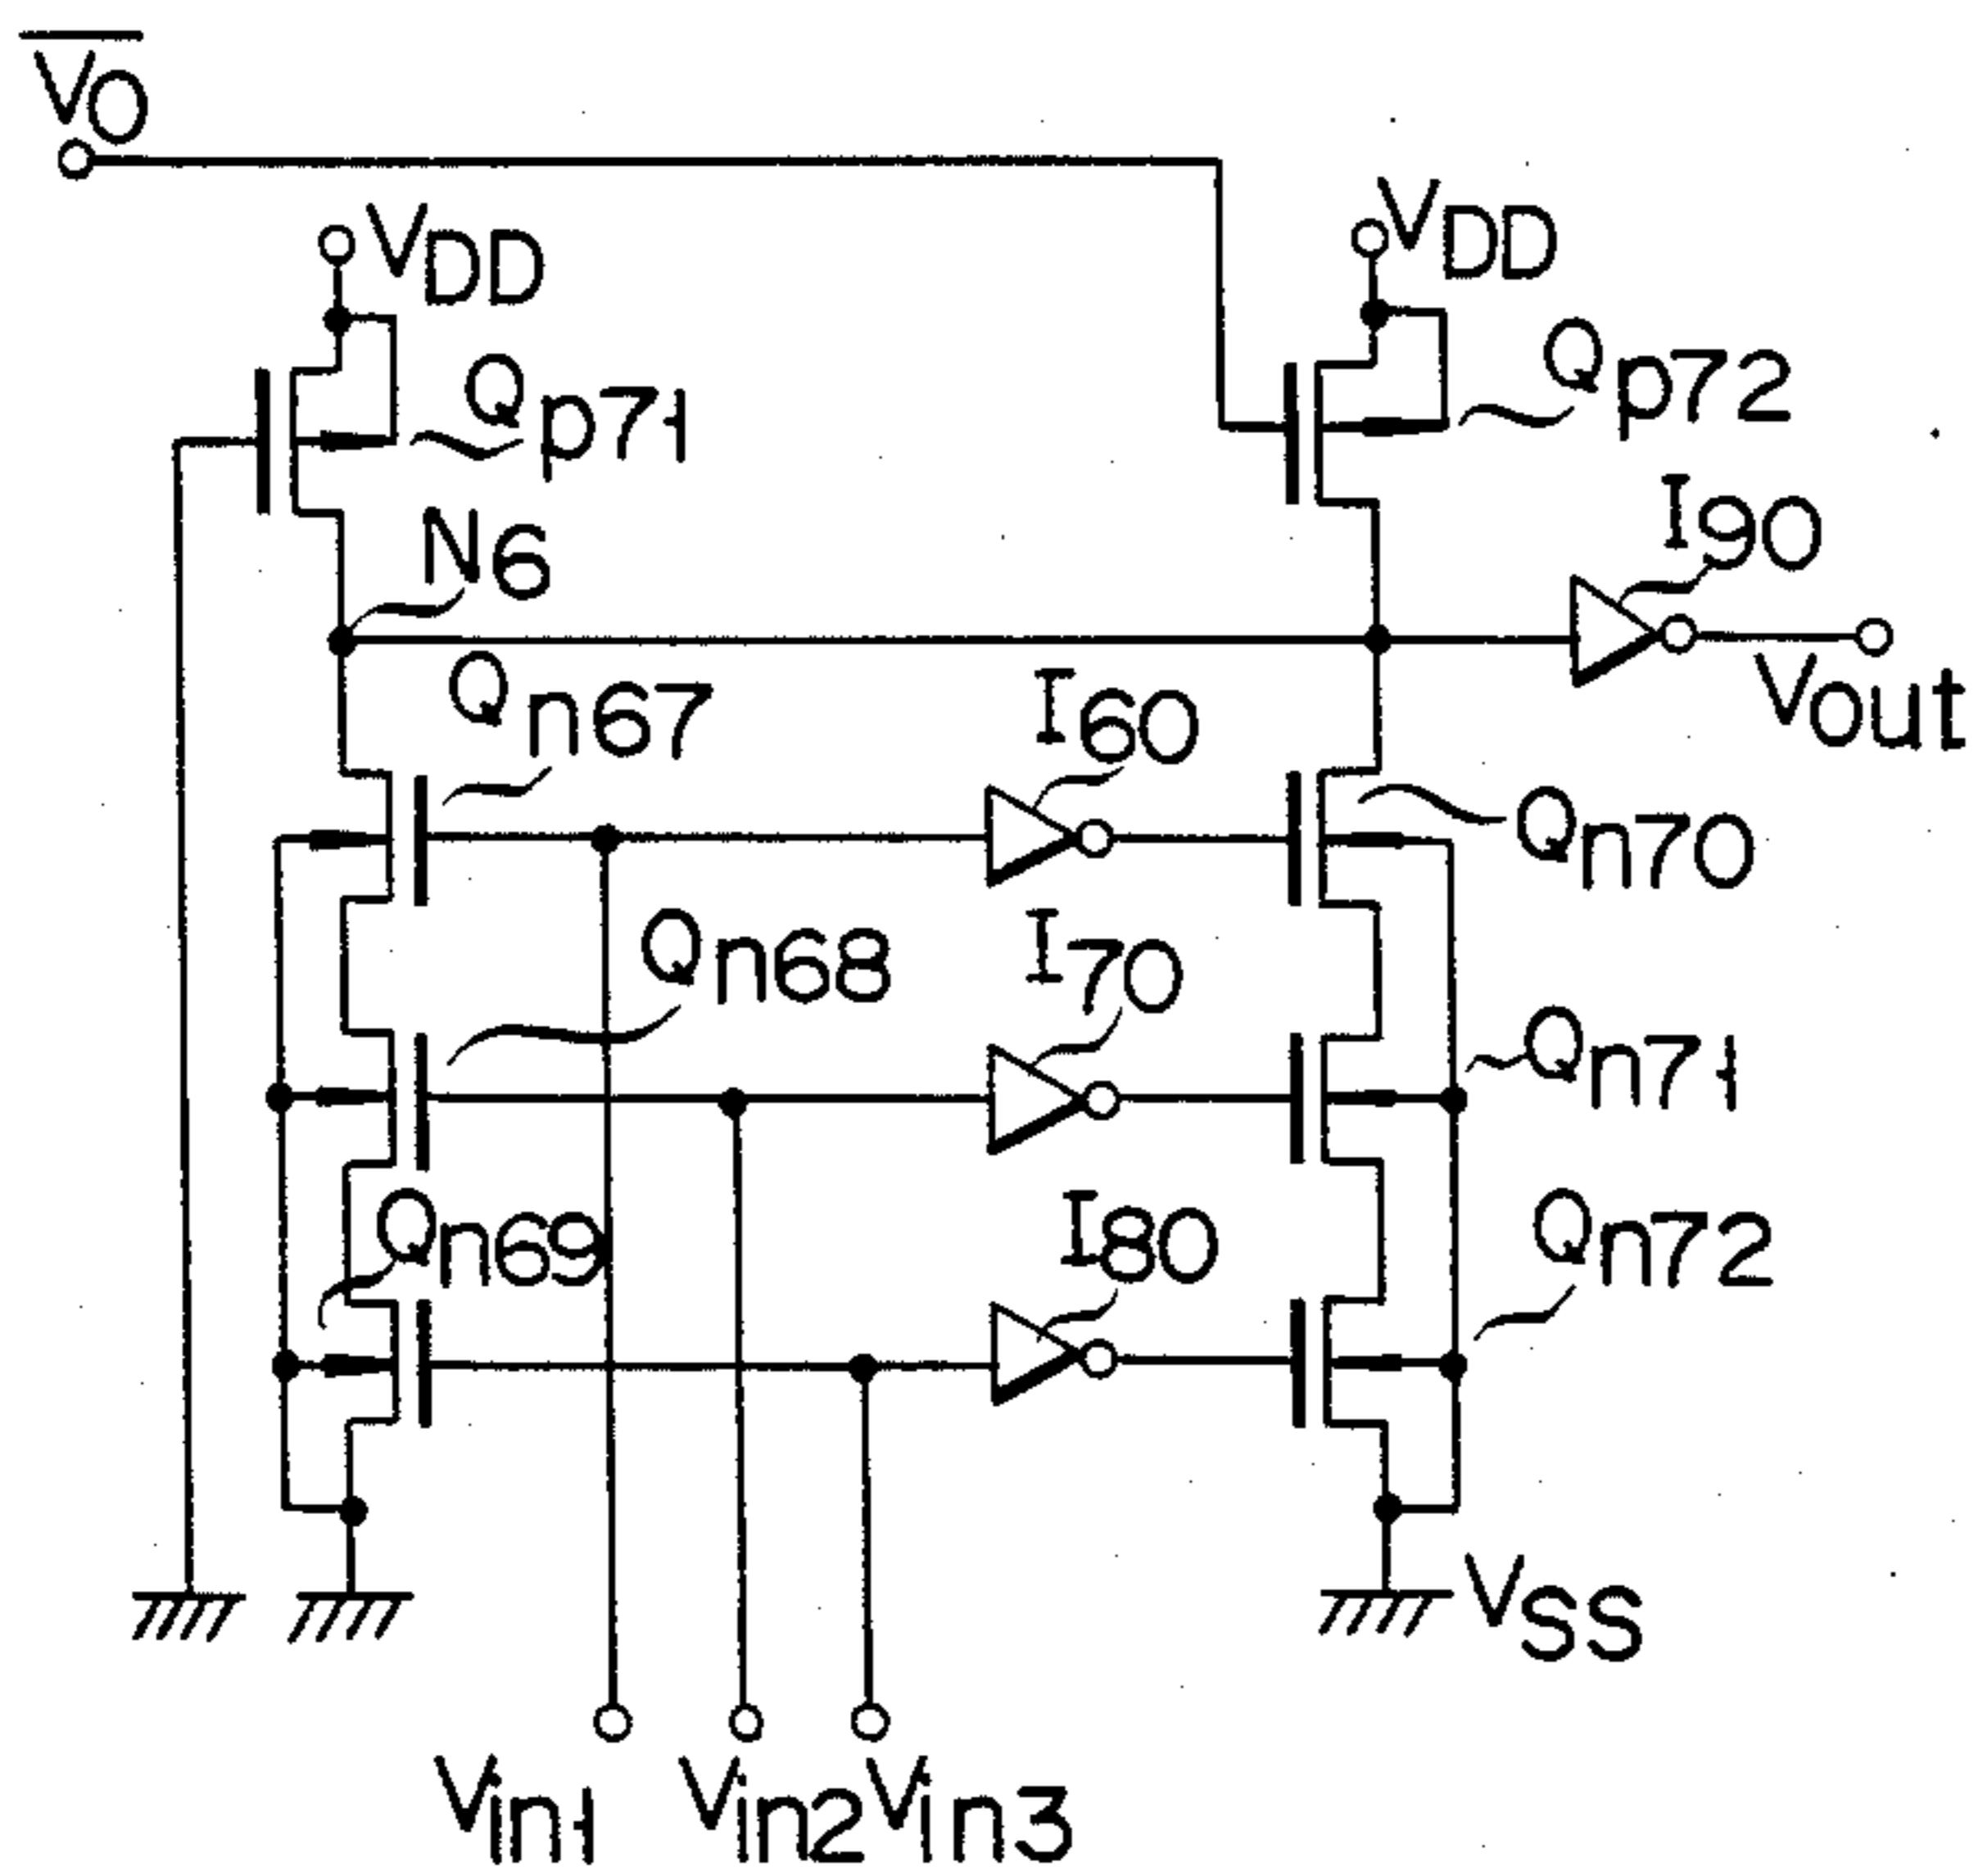 V̅O̅
VDD
VDD
Qp71
Qp72
I90
N6
Vout
Qn67
I60
Qn70
Qn68
I70
Qn71
Qn69
I80
Qn72
VSS
Vin1
Vin2
Vin3